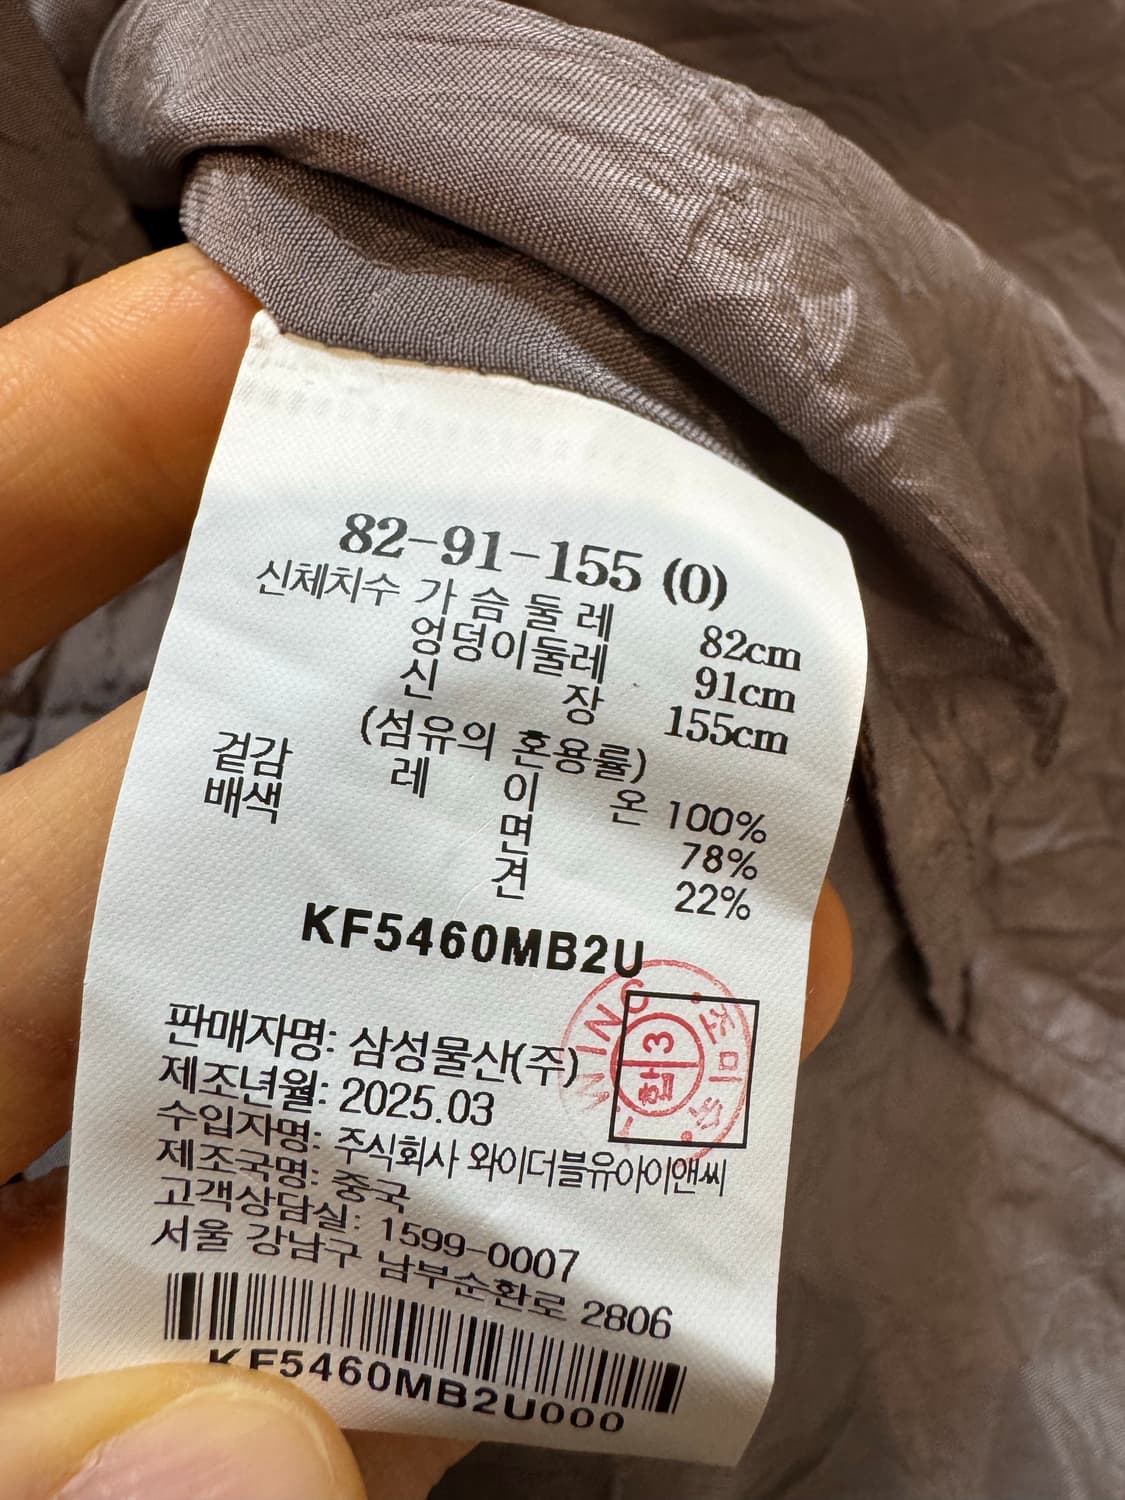 82-91-155 (0)
신체치수 가 슴 둘 레 82cm
엉덩이둘레 91cm
신 장 155cm
(섬유의 혼용률)
겉감 레 이 온 100%
배색 면 78%
견 22%
KF5460MB2U
판매자명: 삼성물산(주)
제조년월: 2025.03
수입자명: 주식회사 와이더블유아이앤씨
제조국명: 중국
고객상담실: 1599-0007
서울 강남구 남부순환로 2806
KF5460MB2U000
WING
3